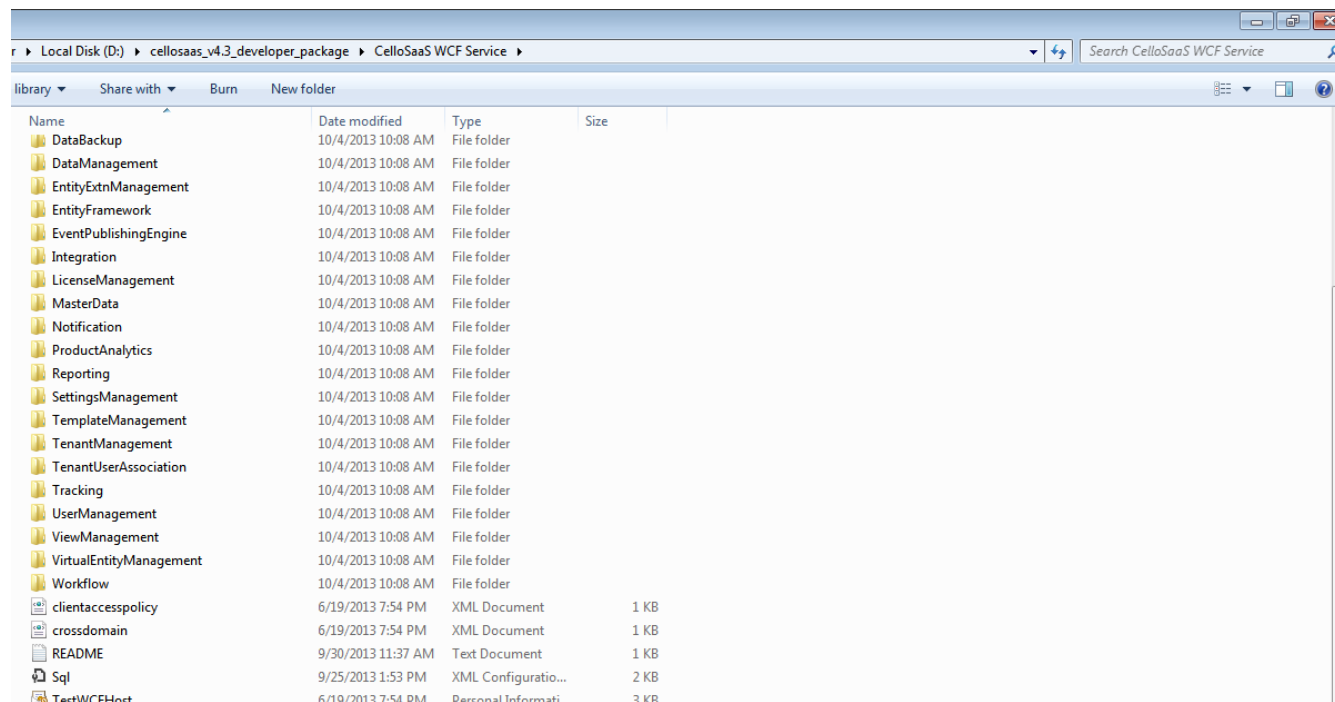 r ▸ Local Disk (D:) ▸ cellosaas_v4.3_developer_package ▸ CelloSaaS WCF Service ▸ Search CelloSaaS WCF Service
library Share with Burn New folder
Name Date modified Type Size
DataBackup 10/4/2013 10:08 AM File folder
DataManagement 10/4/2013 10:08 AM File folder
EntityExtnManagement 10/4/2013 10:08 AM File folder
EntityFramework 10/4/2013 10:08 AM File folder
EventPublishingEngine 10/4/2013 10:08 AM File folder
Integration 10/4/2013 10:08 AM File folder
LicenseManagement 10/4/2013 10:08 AM File folder
MasterData 10/4/2013 10:08 AM File folder
Notification 10/4/2013 10:08 AM File folder
ProductAnalytics 10/4/2013 10:08 AM File folder
Reporting 10/4/2013 10:08 AM File folder
SettingsManagement 10/4/2013 10:08 AM File folder
TemplateManagement 10/4/2013 10:08 AM File folder
TenantManagement 10/4/2013 10:08 AM File folder
TenantUserAssociation 10/4/2013 10:08 AM File folder
Tracking 10/4/2013 10:08 AM File folder
UserManagement 10/4/2013 10:08 AM File folder
ViewManagement 10/4/2013 10:08 AM File folder
VirtualEntityManagement 10/4/2013 10:08 AM File folder
Workflow 10/4/2013 10:08 AM File folder
clientaccesspolicy 6/19/2013 7:54 PM XML Document 1 KB
crossdomain 6/19/2013 7:54 PM XML Document 1 KB
README 9/30/2013 11:37 AM Text Document 1 KB
Sql 9/25/2013 1:53 PM XML Configuratio... 2 KB
TestWCFHost 6/19/2013 7:54 PM Personal Informati... 3 KB